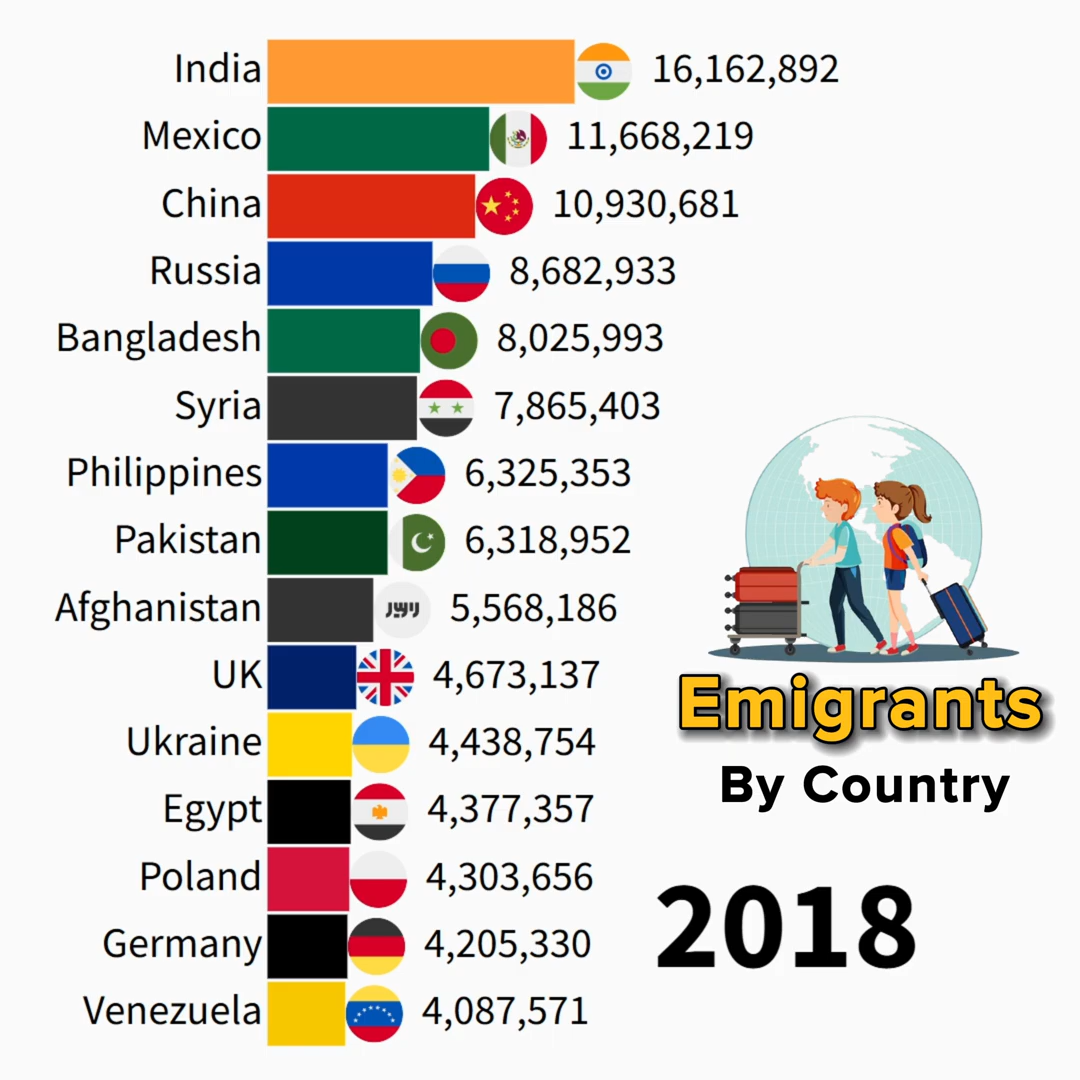 India 16,162,892
Mexico 11,668,219
China 10,930,681
Russia 8,682,933
Bangladesh 8,025,993
Syria 7,865,403
Philippines 6,325,353
Pakistan 6,318,952
Afghanistan 5,568,186
UK 4,673,137
Ukraine 4,438,754
Egypt 4,377,357
Poland 4,303,656
Germany 4,205,330
Venezuela 4,087,571
Emigrants
By Country
2018